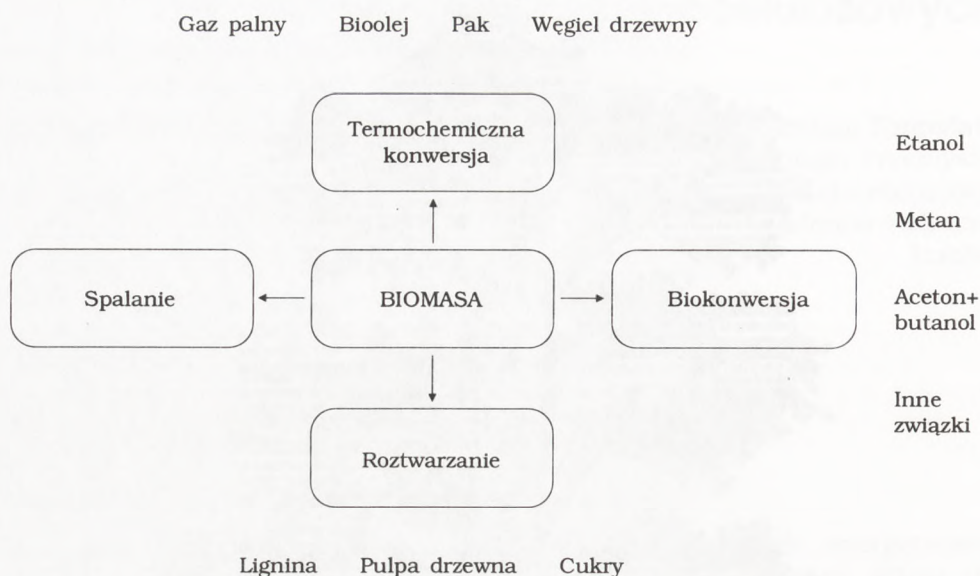 Gaz palny Bioolej Pak Węgiel drzewny
Termochemiczna
konwersja
Etanol
Metan
Spalanie
BIOMASA
Biokonwersja
Aceton+
butanol
Inne
związki
Roztwarzanie
Lignina Pulpa drzewna Cukry